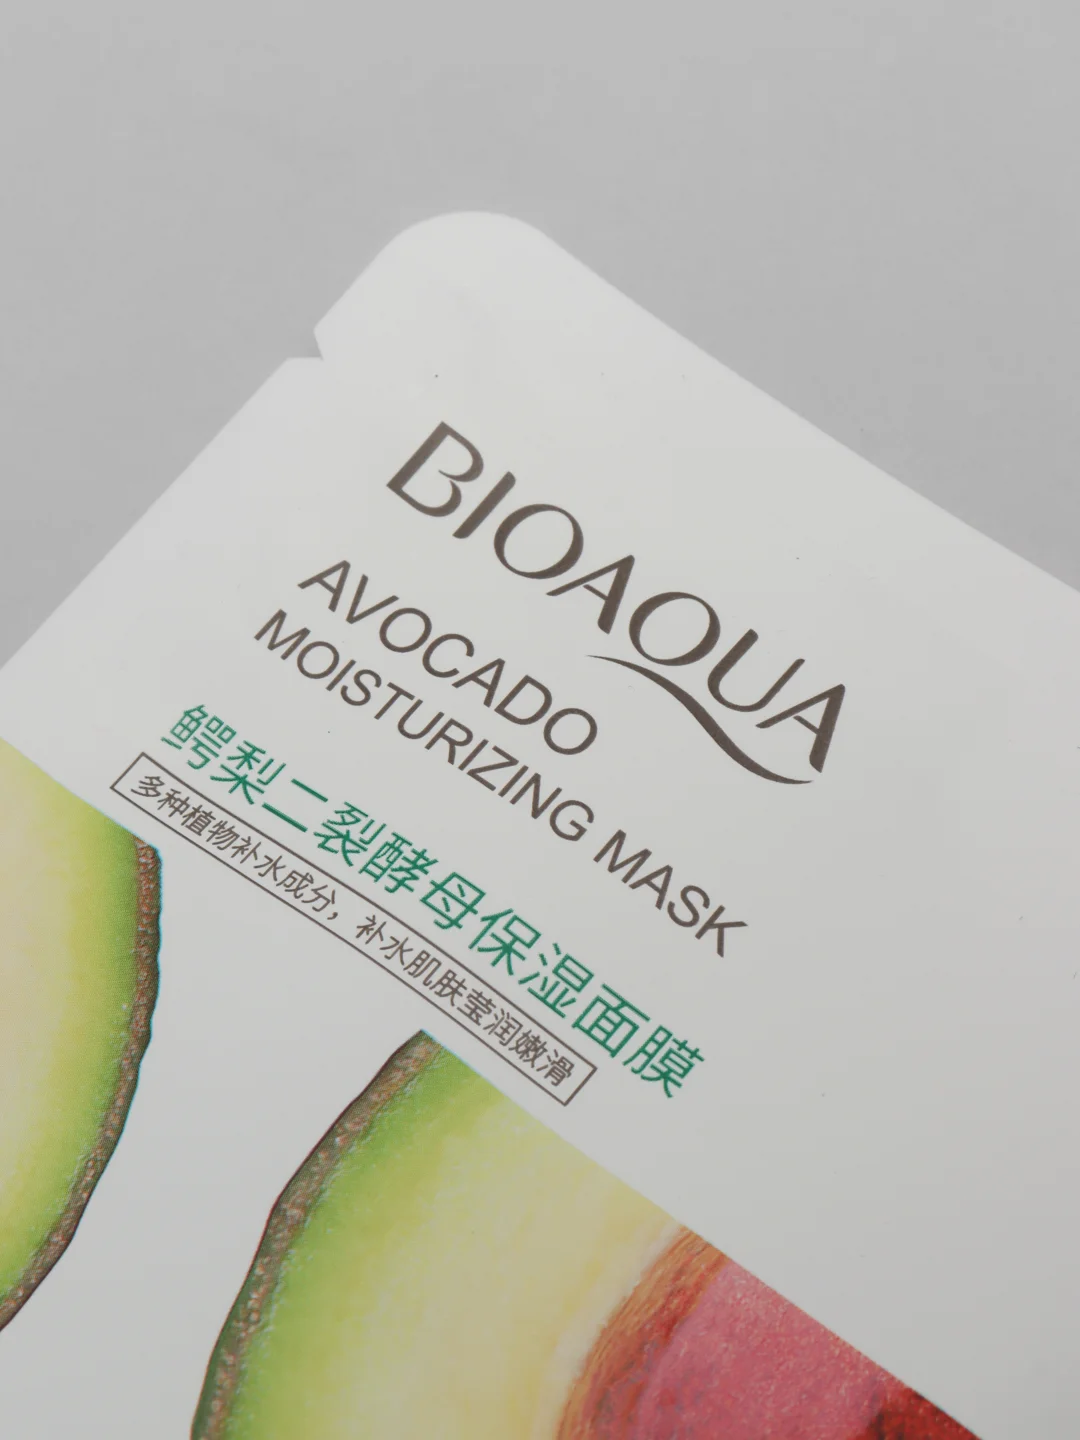 BIOAQUA
AVOCADO
MOISTURIZING MASK
鳄梨二裂酵母保湿面膜
多种植物补水成分，补水肌肤莹润嫩滑